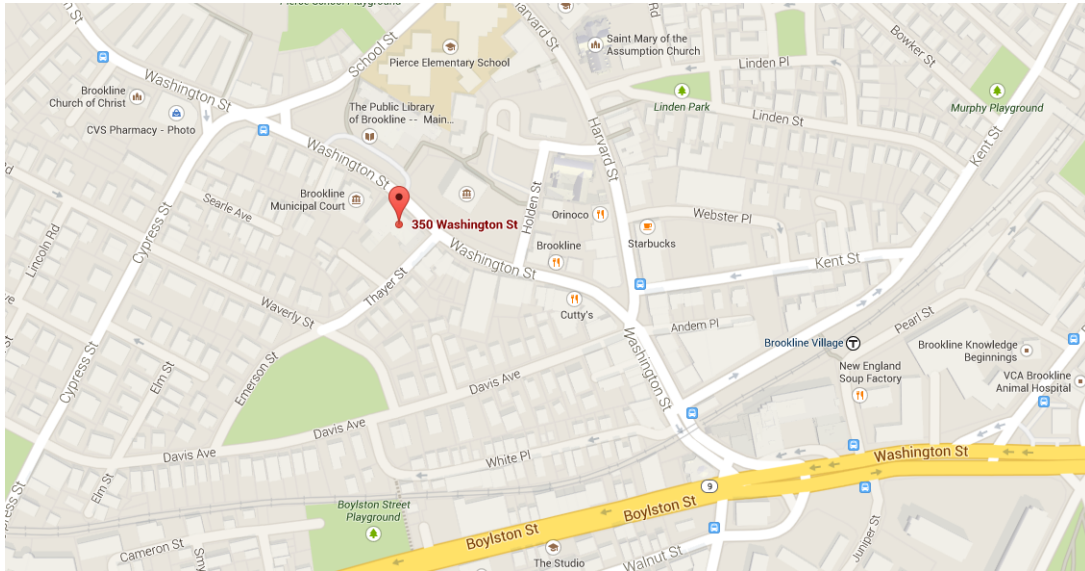 Pierce School Playground
School St
Saint Mary of the
Assumption Church
Rd
Bowker St
Pierce Elementary School
Linden Pl
Washington St
Brookline
Church of Christ
The Public Library
of Brookline -- Main...
Linden Park
Murphy Playground
CVS Pharmacy - Photo
Linden St
Harvard St
Kent St
Washington St
Brookline
Municipal Court
Searle Ave
Holden St
Orinoco
Webster Pl
350 Washington St
Starbucks
Lincoln Rd
Cypress St
Washington St
Brookline
Kent St
Thayer St
Waverly St
Cutty's
Andem Pl
Pearl St
Brookline Village
T
Brookline Knowledge
Beginnings
New England
Soup Factory
VCA Brookline
Animal Hospital
Cypress St
Elm St
Emerson St
Davis Ave
Washington St
Davis Ave
Davis Ave
White Pl
Washington St
Elm St
9
Boylston Street
Playground
Boylston St
Boylston St
Cypress St
Cameron St
The Studio
Walnut St
Juniper St